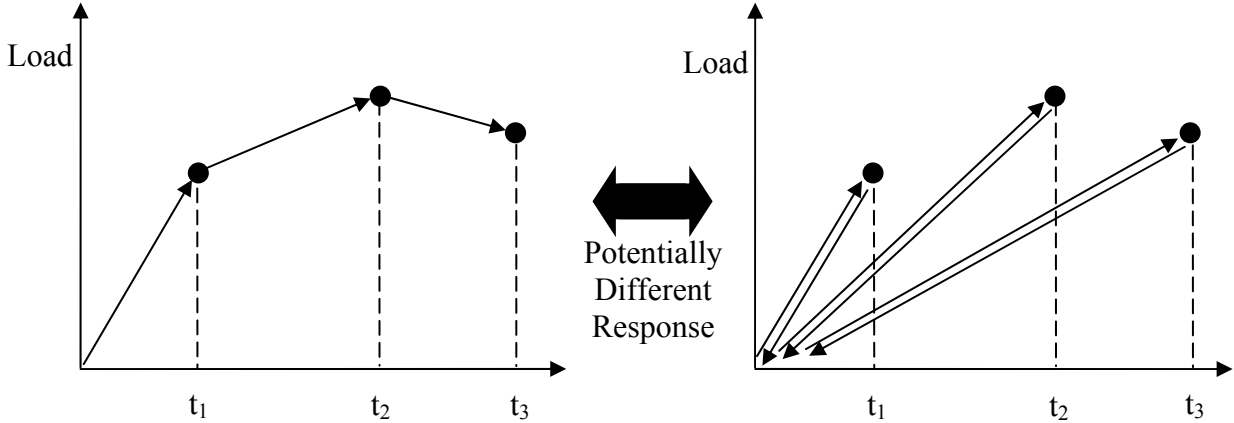 Load
t₁
t₂
t₃
Potentially
Different
Response
Load
t₁
t₂
t₃